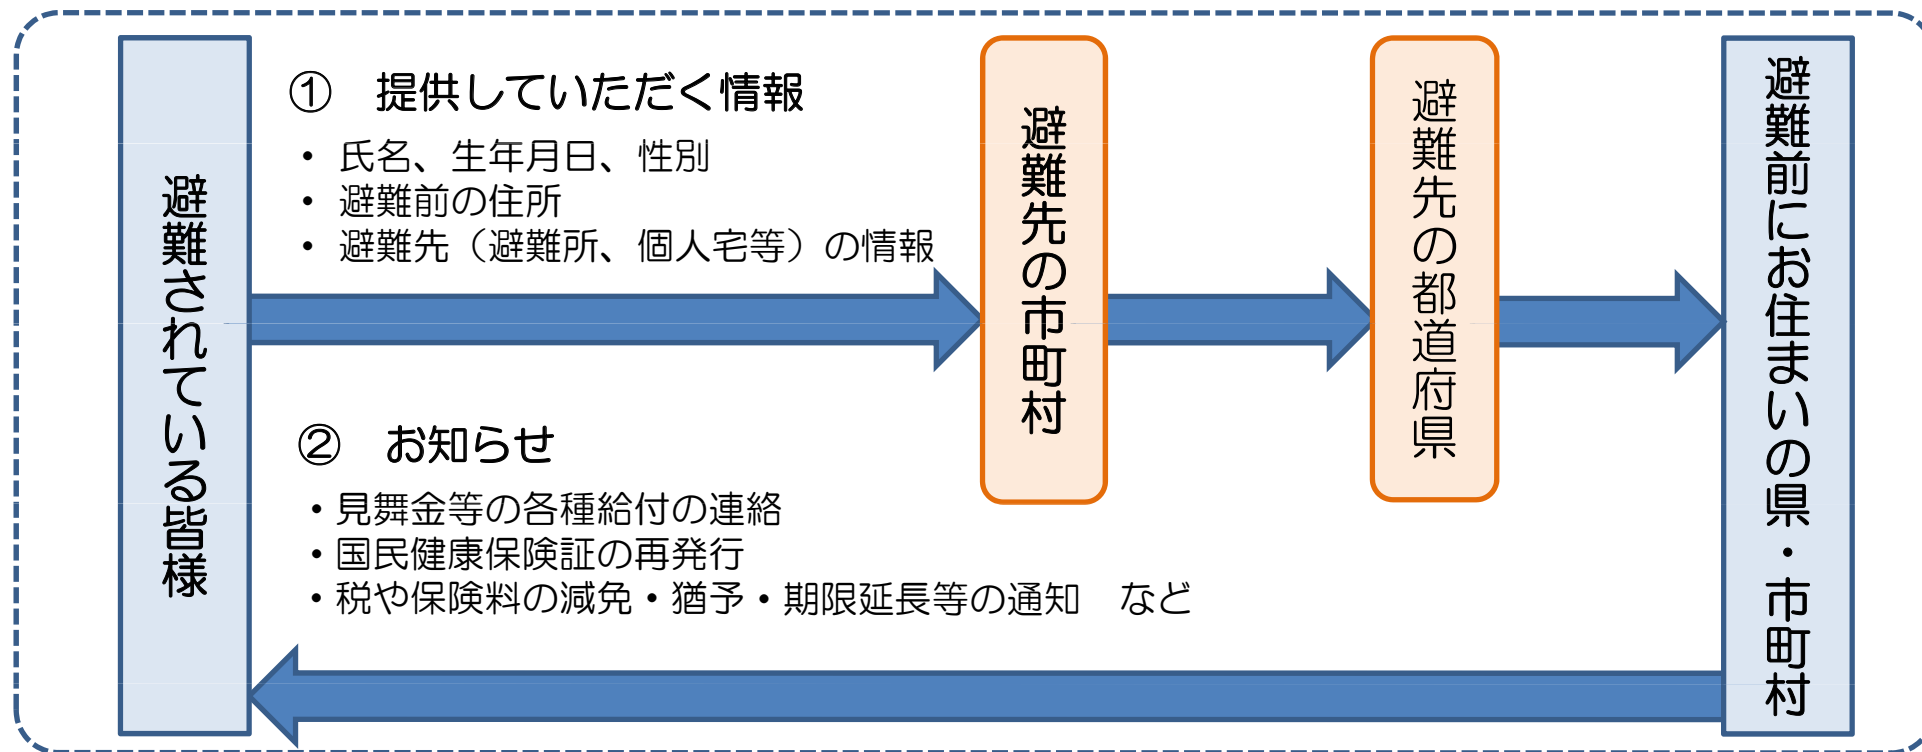 避難されている皆様
① 提供していただく情報
・ 氏名、生年月日、性別
・ 避難前の住所
・ 避難先（避難所、個人宅等）の情報
② お知らせ
・見舞金等の各種給付の連絡
・国民健康保険証の再発行
・税や保険料の減免・猶予・期限延長等の通知　など
避難先の市町村
避難先の都道府県
避難前にお住まいの県・市町村